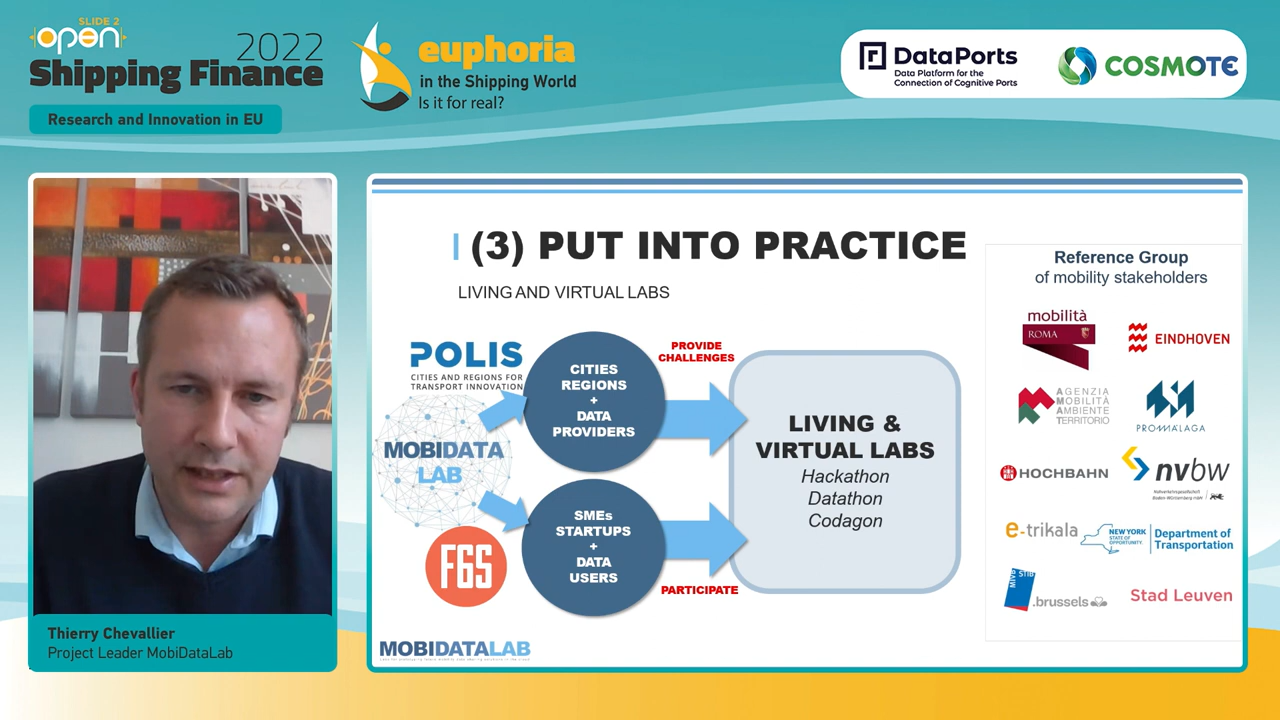 SLIDE 2
open
2022
Shipping Finance
Research and Innovation in EU
euphoria
in the Shipping World
Is it for real?
DataPorts
Data Platform for the
Connection of Cognitive Ports
COSMOTE
Thierry Chevallier
Project Leader MobiDataLab
(3) PUT INTO PRACTICE
LIVING AND VIRTUAL LABS
POLIS
CITIES AND REGIONS FOR
TRANSPORT INNOVATION
MOBIDATA
LAB
F6S
CITIES
REGIONS
+
DATA
PROVIDERS
SMEs
STARTUPS
+
DATA
USERS
PROVIDE
CHALLENGES
PARTICIPATE
LIVING &
VIRTUAL LABS
Hackathon
Datathon
Codagon
MOBIDATALAB
Reference Group
of mobility stakeholders
mobilità
ROMA
EINDHOVEN
AMAT
AGENZIA
MOBILITÀ
AMBIENTE
TERRITORIO
PROMÁLAGA
HOCHBAHN
nvbw
e-trikala
NEW YORK
STATE OF
OPPORTUNITY.
Department of
Transportation
MIVB STIB
.brussels
Stad Leuven